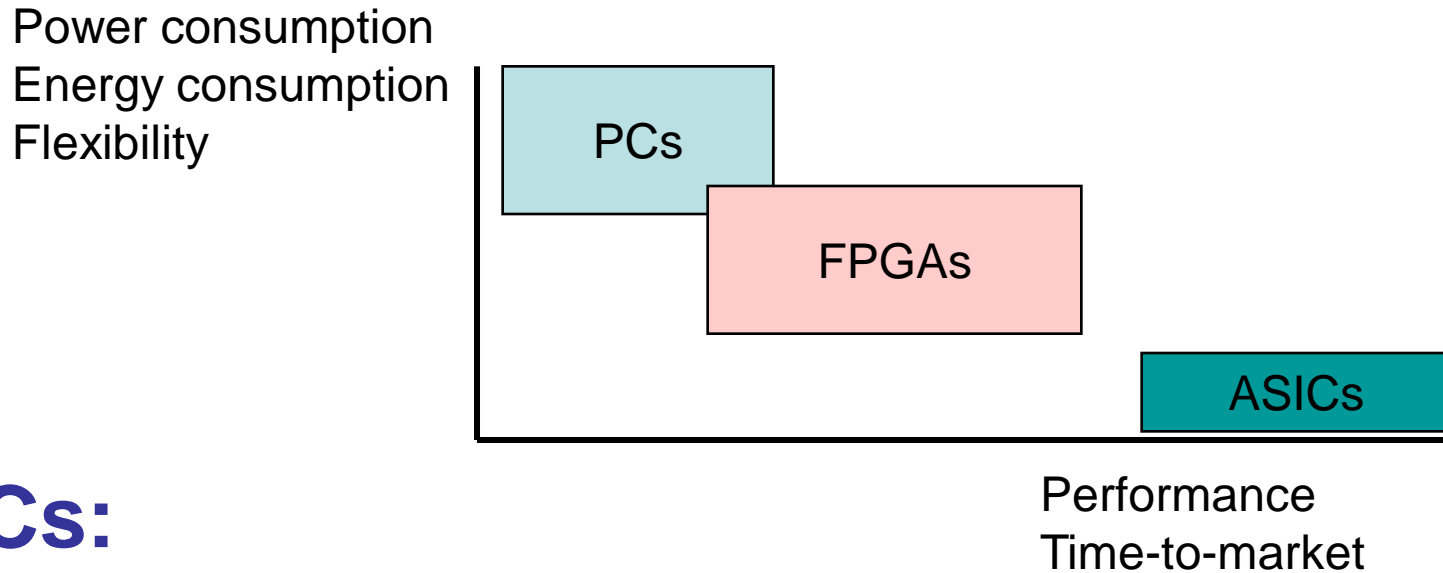 Power consumption
Energy consumption
Flexibility
PCs
FPGAs
ASICs
Performance
Time-to-market
Cs: